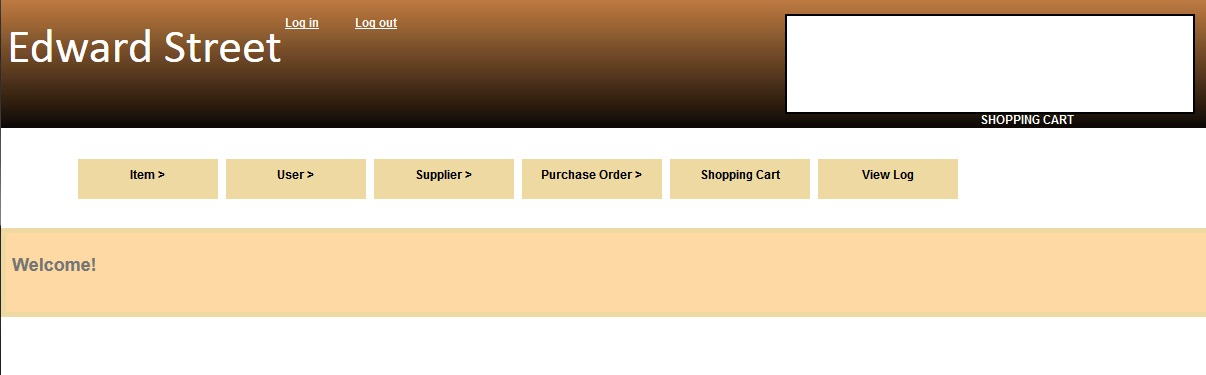 Log in Log out
Edward Street
SHOPPING CART
Item > User > Supplier > Purchase Order > Shopping Cart View Log
Welcome!